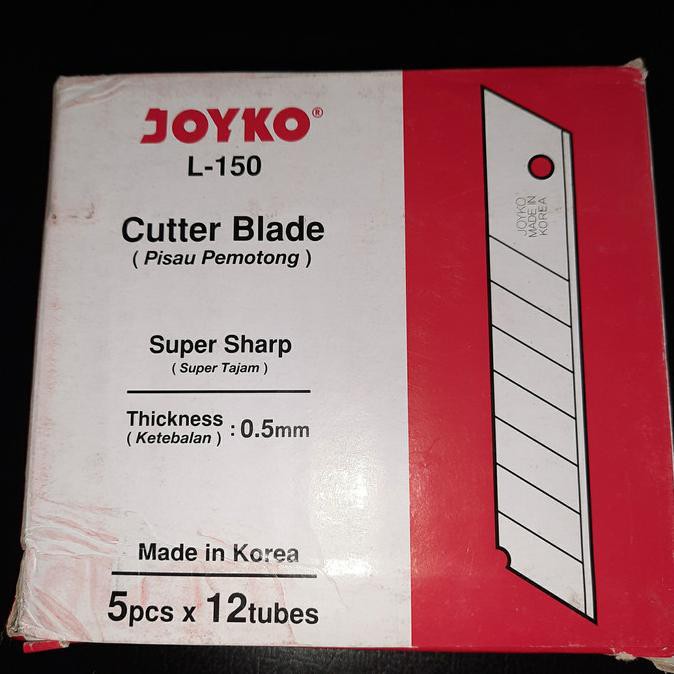 JOYKO®
L-150
Cutter Blade
( Pisau Pemotong )
Super Sharp
( Super Tajam )
Thickness
( Ketebalan )
: 0.5mm
Made in Korea
5pcs x 12tubes
JOYKO
MADE IN
KOREA